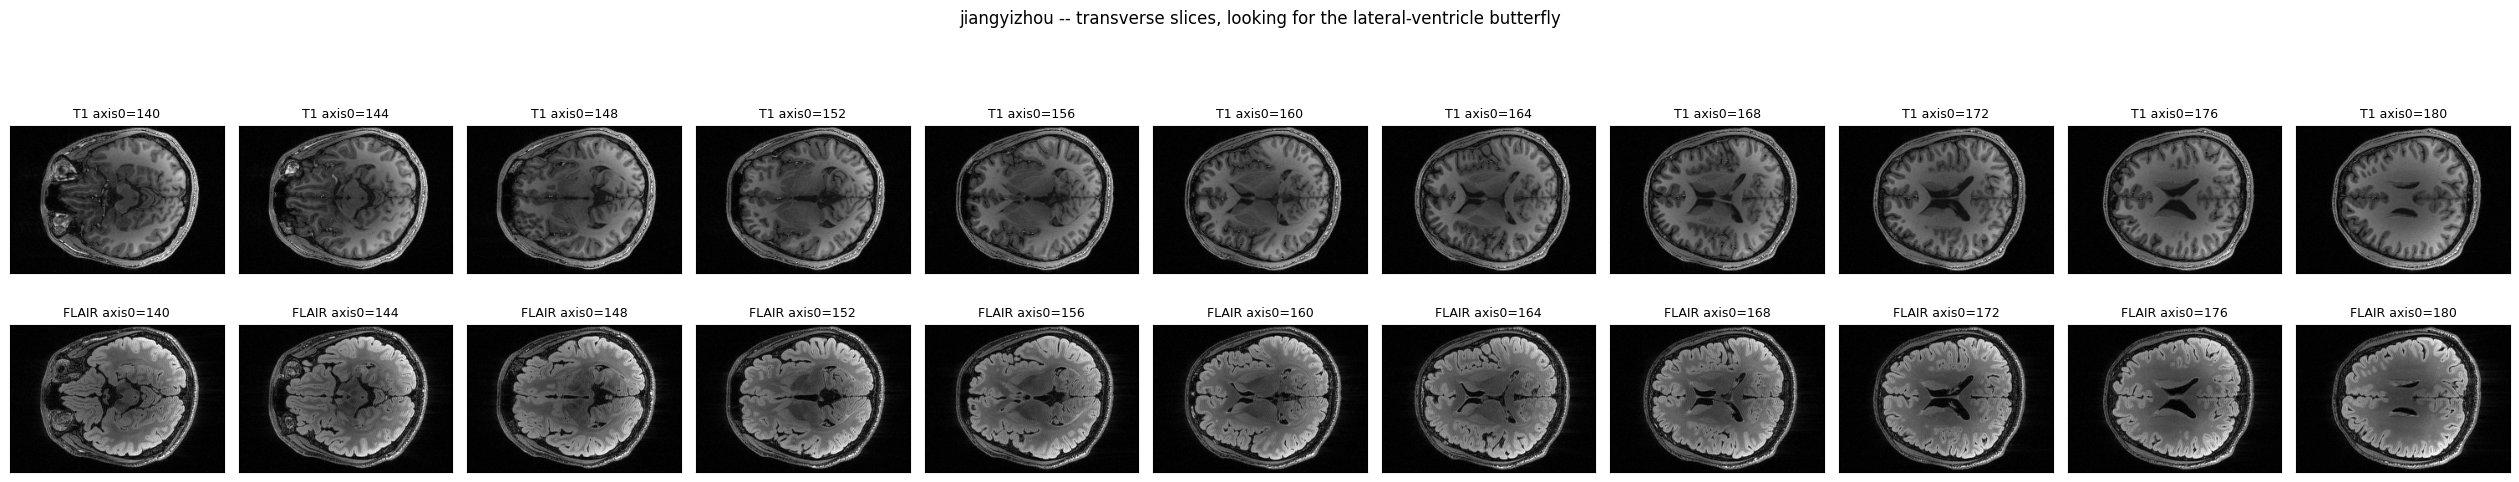 jiangyizhou -- transverse slices, looking for the lateral-ventricle butterfly
T1 axis0=140
T1 axis0=144
T1 axis0=148
T1 axis0=152
T1 axis0=156
T1 axis0=160
T1 axis0=164
T1 axis0=168
T1 axis0=172
T1 axis0=176
T1 axis0=180
FLAIR axis0=140
FLAIR axis0=144
FLAIR axis0=148
FLAIR axis0=152
FLAIR axis0=156
FLAIR axis0=160
FLAIR axis0=164
FLAIR axis0=168
FLAIR axis0=172
FLAIR axis0=176
FLAIR axis0=180